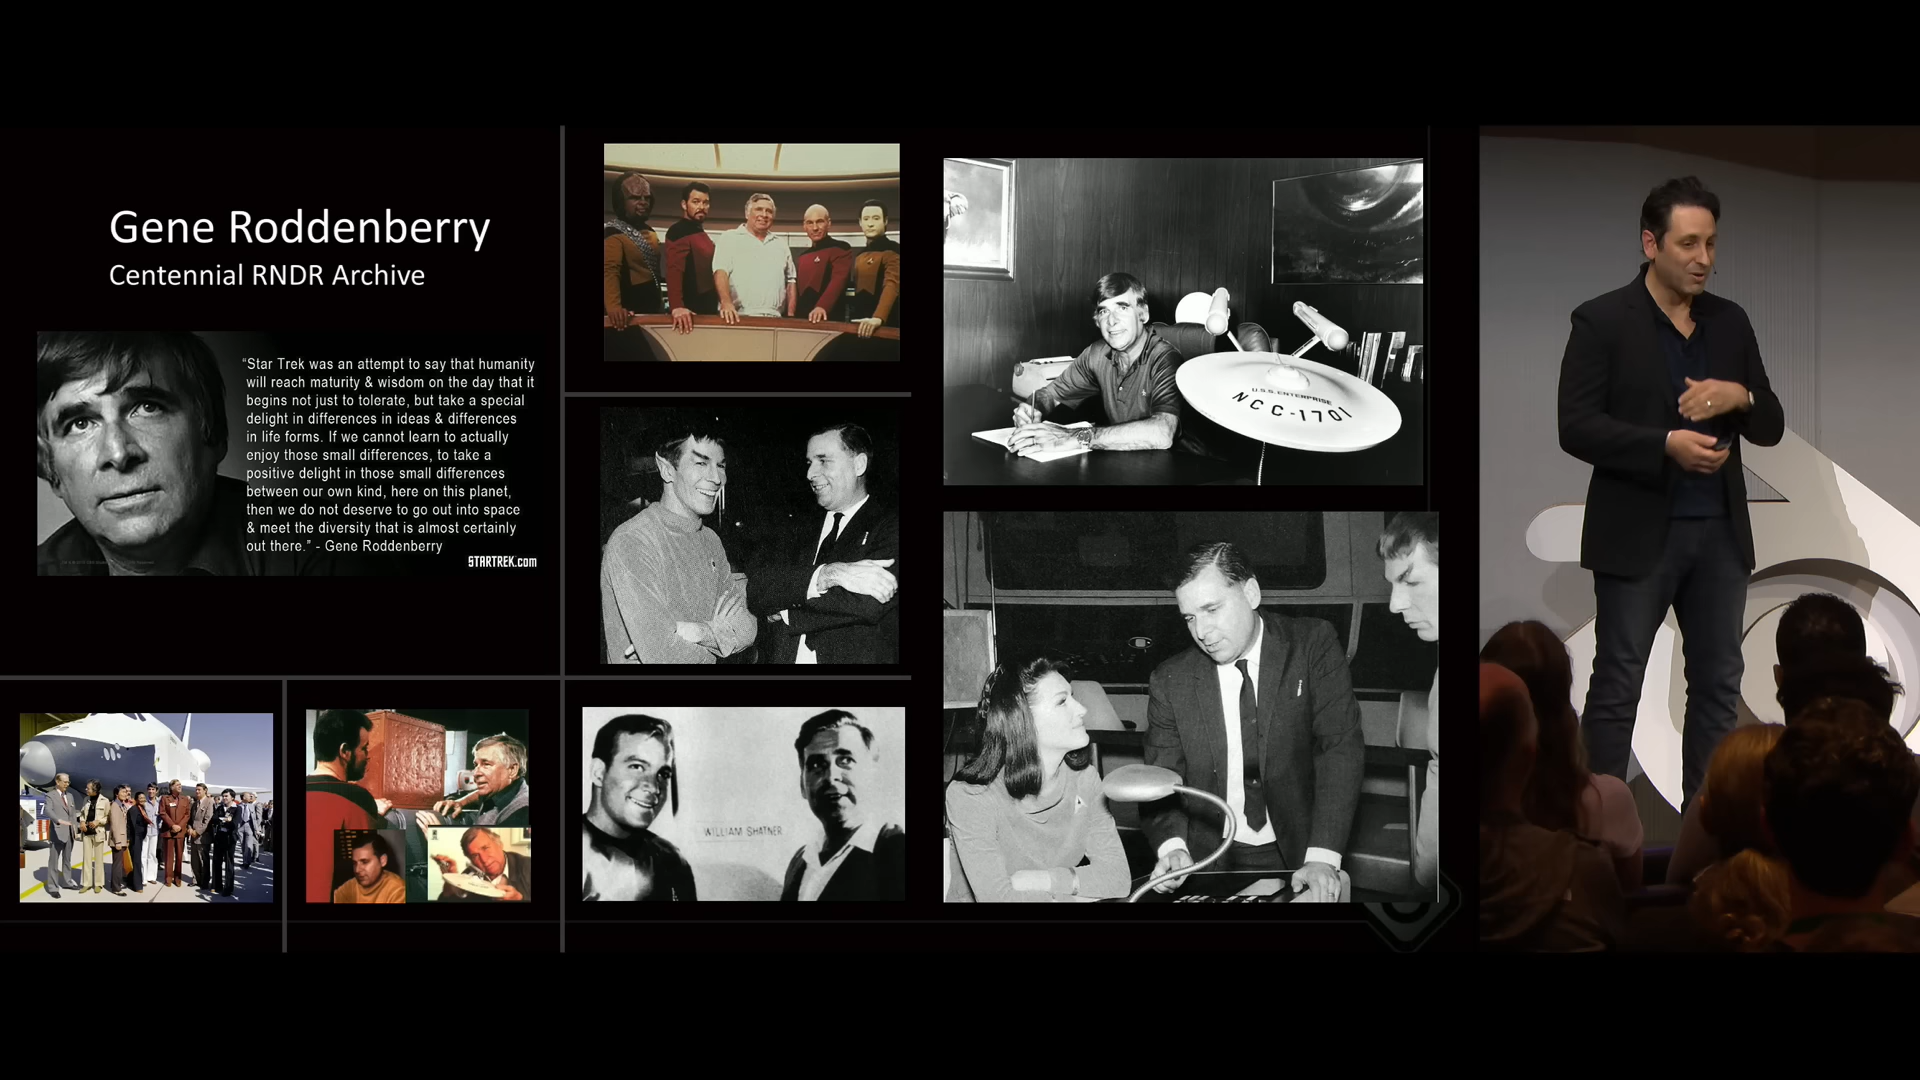 Gene Roddenberry
Centennial RNDR Archive
“Star Trek was an attempt to say that humanity
will reach maturity & wisdom on the day that it
begins not just to tolerate, but take a special
delight in differences in ideas & differences
in life forms. If we cannot learn to actually
enjoy those small differences, to take a
positive delight in those small differences
between our own kind, here on this planet,
then we do not deserve to go out into space
& meet the diversity that is almost certainly
out there.” - Gene Roddenberry
STARTREK.com
U.S.S. ENTERPRISE
NCC-1701
WILLIAM SHATNER
7